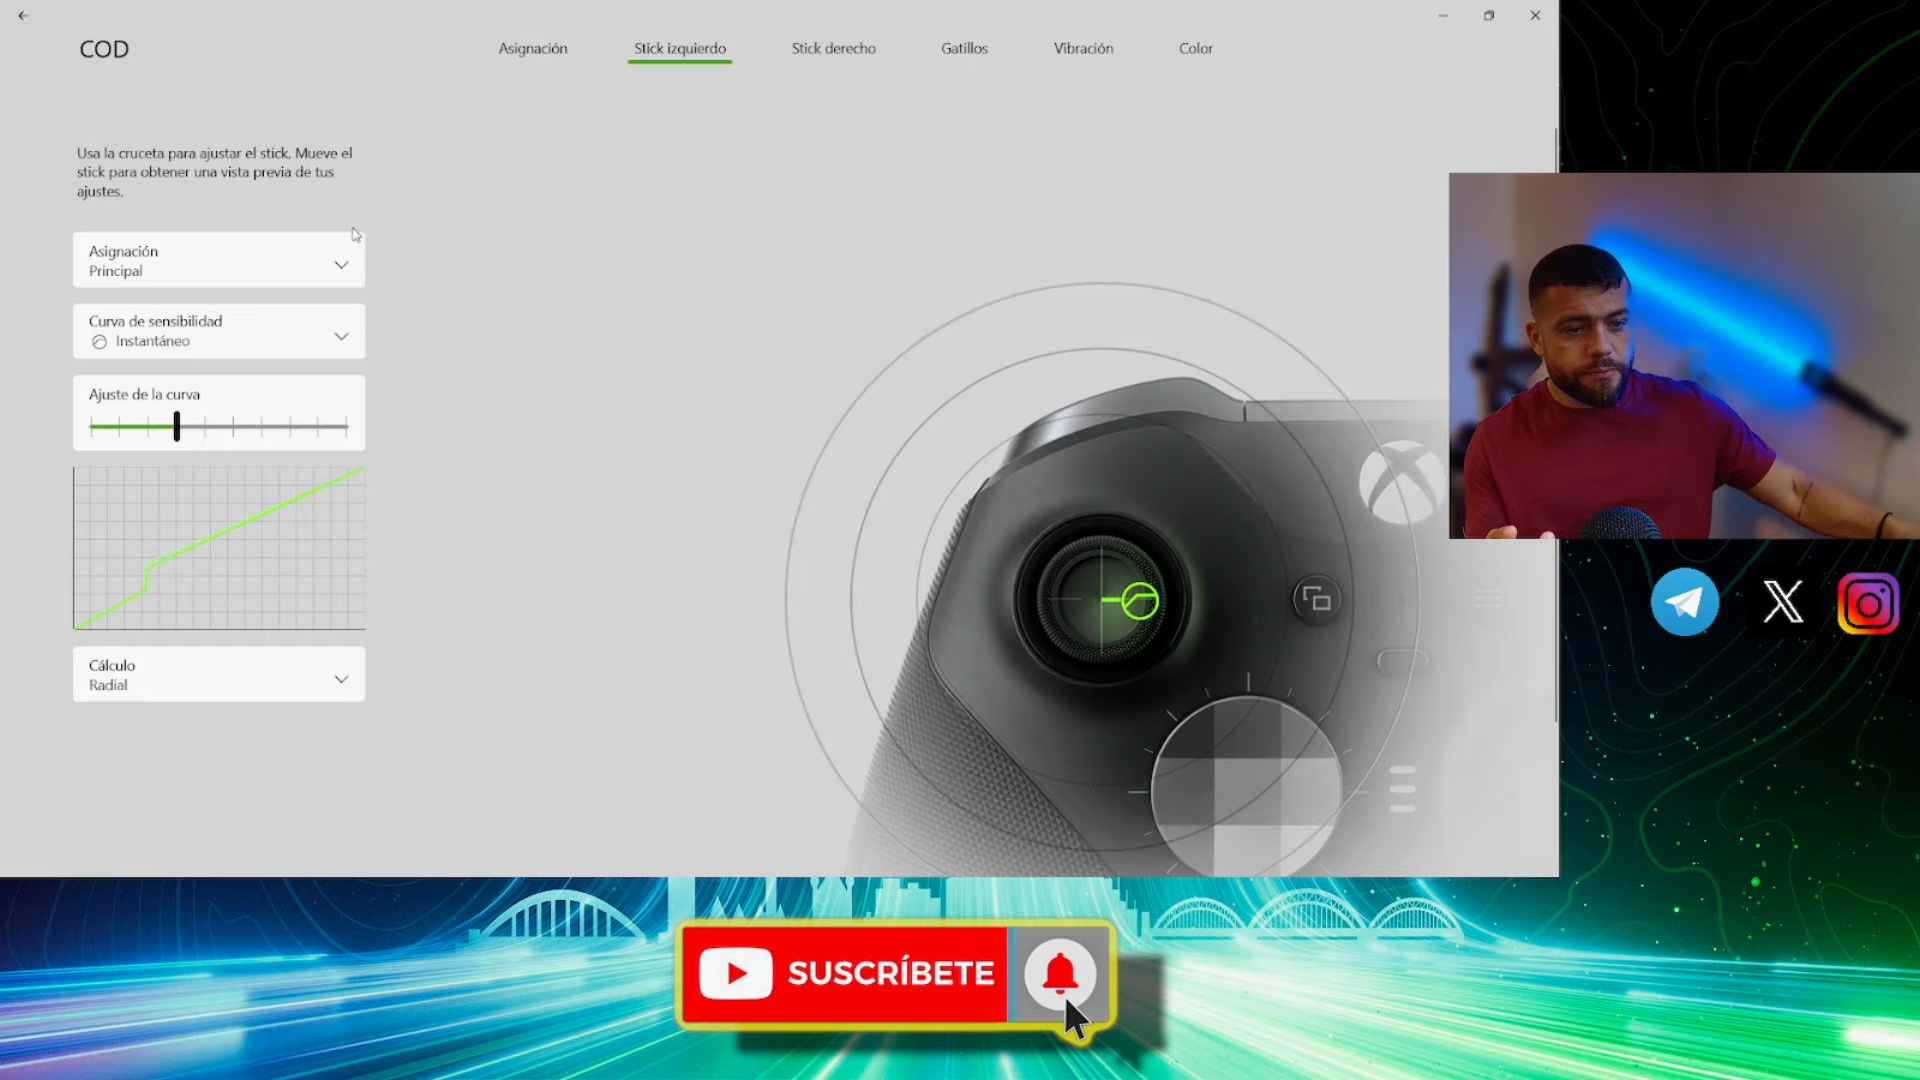 COD
Asignación
Stick izquierdo
Stick derecho
Gatillos
Vibración
Color
Usa la cruceta para ajustar el stick. Mueve el
stick para obtener una vista previa de tus
ajustes.
Asignación
Principal
Curva de sensibilidad
Instantáneo
Ajuste de la curva
Cálculo
Radial
SUSCRÍBETE